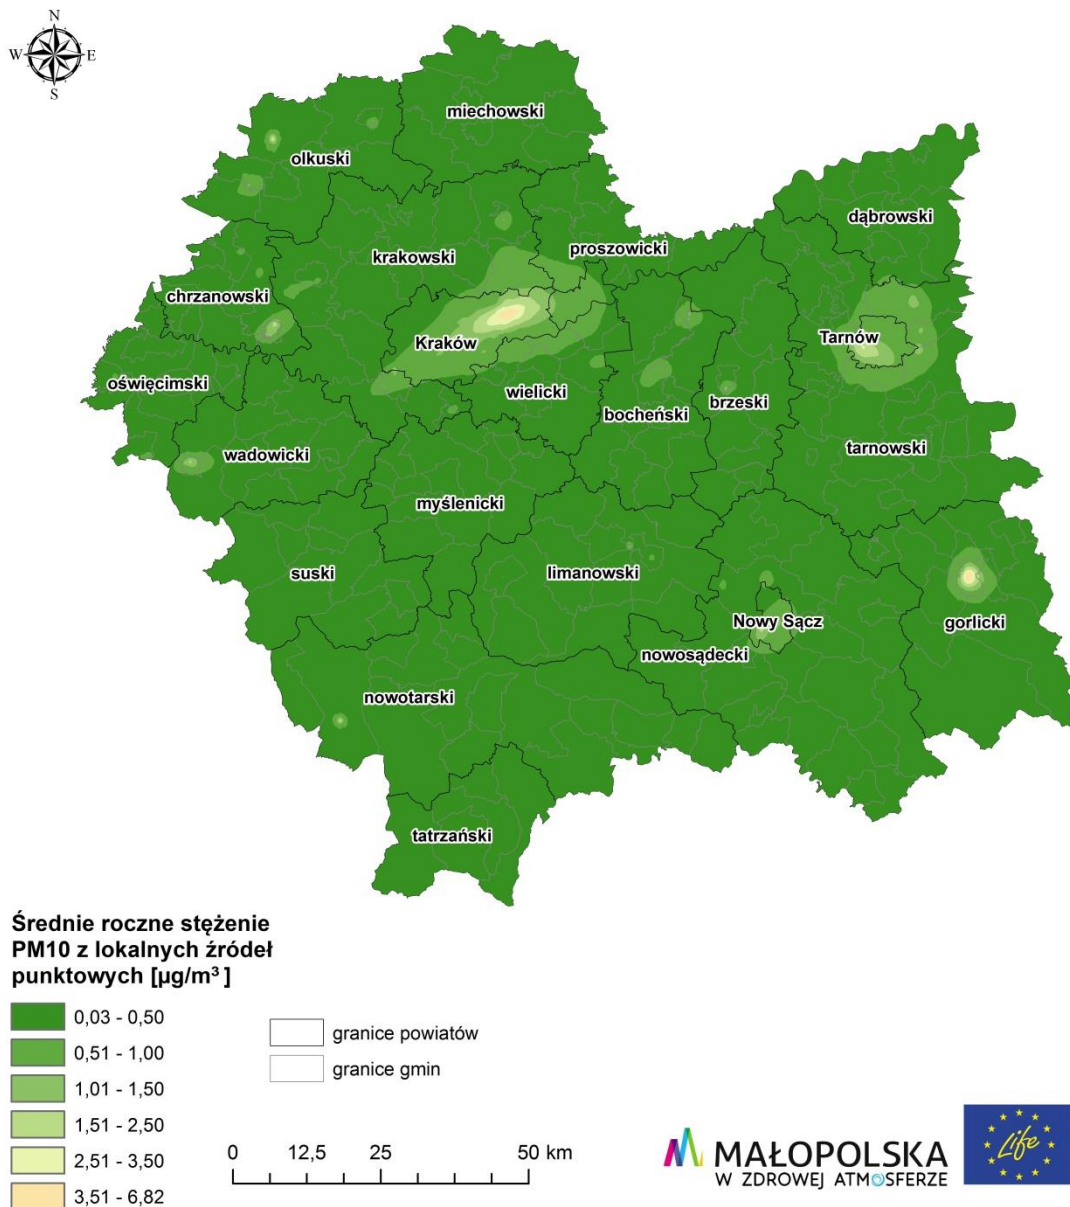 N
W E
S
miechowski
olkuski
dąbrowski
proszowicki
krakowski
chrzanowski
Tarnów
Kraków
oświęcimski
wielicki
brzeski
bocheński
wadowicki
tarnowski
myślenicki
suski
limanowski
Nowy Sącz
gorlicki
nowosądecki
nowotarski
tatrzański
Średnie roczne stężenie
PM10 z lokalnych źródeł
punktowych [µg/m³ ]
0,03 - 0,50
0,51 - 1,00
1,01 - 1,50
1,51 - 2,50
2,51 - 3,50
3,51 - 6,82
granice powiatów
granice gmin
0 12,5 25 50 km
MAŁOPOLSKA
W ZDROWEJ ATMOSFERZE
Life